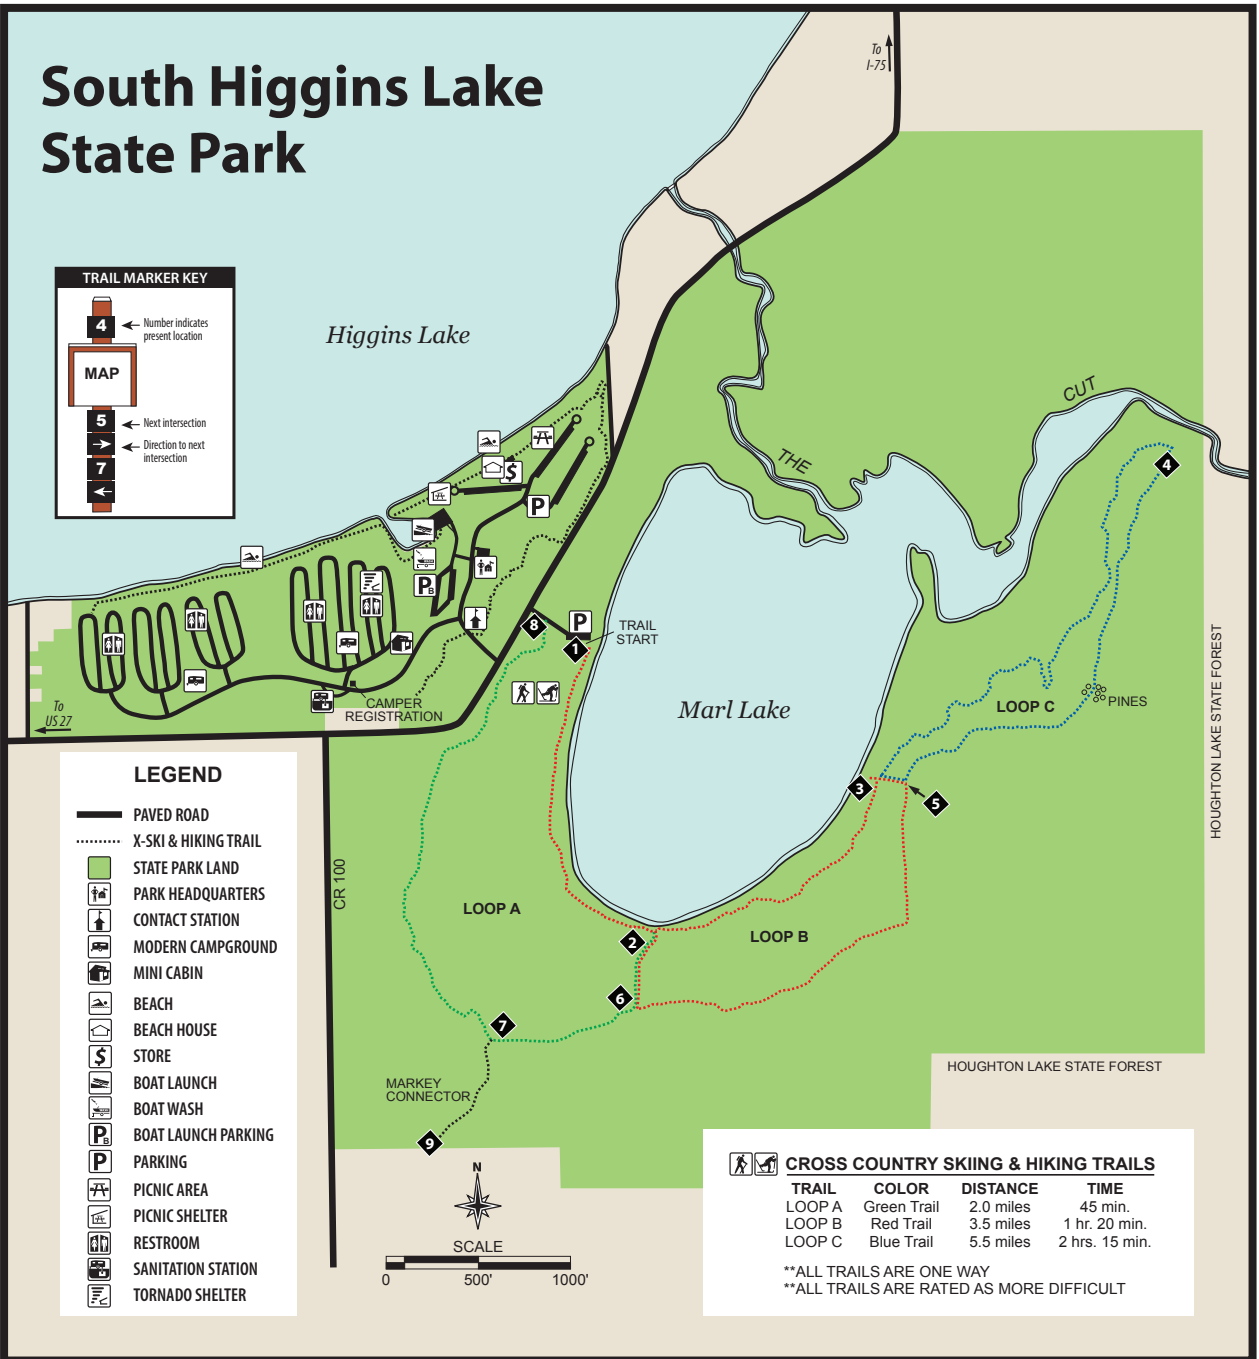 South Higgins Lake
State Park
To
I-75
TRAIL MARKER KEY
4
Number indicates
present location
MAP
5
Next intersection
Direction to next
intersection
7
Higgins Lake
THE
CUT
4
$
P
PB
8
P
1
TRAIL
START
CAMPER
REGISTRATION
To
US 27
Marl Lake
LOOP C
PINES
HOUGHTON LAKE STATE FOREST
3
5
LEGEND
PAVED ROAD
X-SKI & HIKING TRAIL
STATE PARK LAND
PARK HEADQUARTERS
CONTACT STATION
MODERN CAMPGROUND
MINI CABIN
BEACH
BEACH HOUSE
$ STORE
BOAT LAUNCH
BOAT WASH
PB BOAT LAUNCH PARKING
P PARKING
PICNIC AREA
PICNIC SHELTER
RESTROOM
SANITATION STATION
TORNADO SHELTER
CR 100
LOOP A
LOOP B
2
6
7
MARKEY
CONNECTOR
9
HOUGHTON LAKE STATE FOREST
N
SCALE
0 500' 1000'
CROSS COUNTRY SKIING & HIKING TRAILS
TRAIL COLOR DISTANCE TIME
LOOP A Green Trail 2.0 miles 45 min.
LOOP B Red Trail 3.5 miles 1 hr. 20 min.
LOOP C Blue Trail 5.5 miles 2 hrs. 15 min.
**ALL TRAILS ARE ONE WAY
**ALL TRAILS ARE RATED AS MORE DIFFICULT